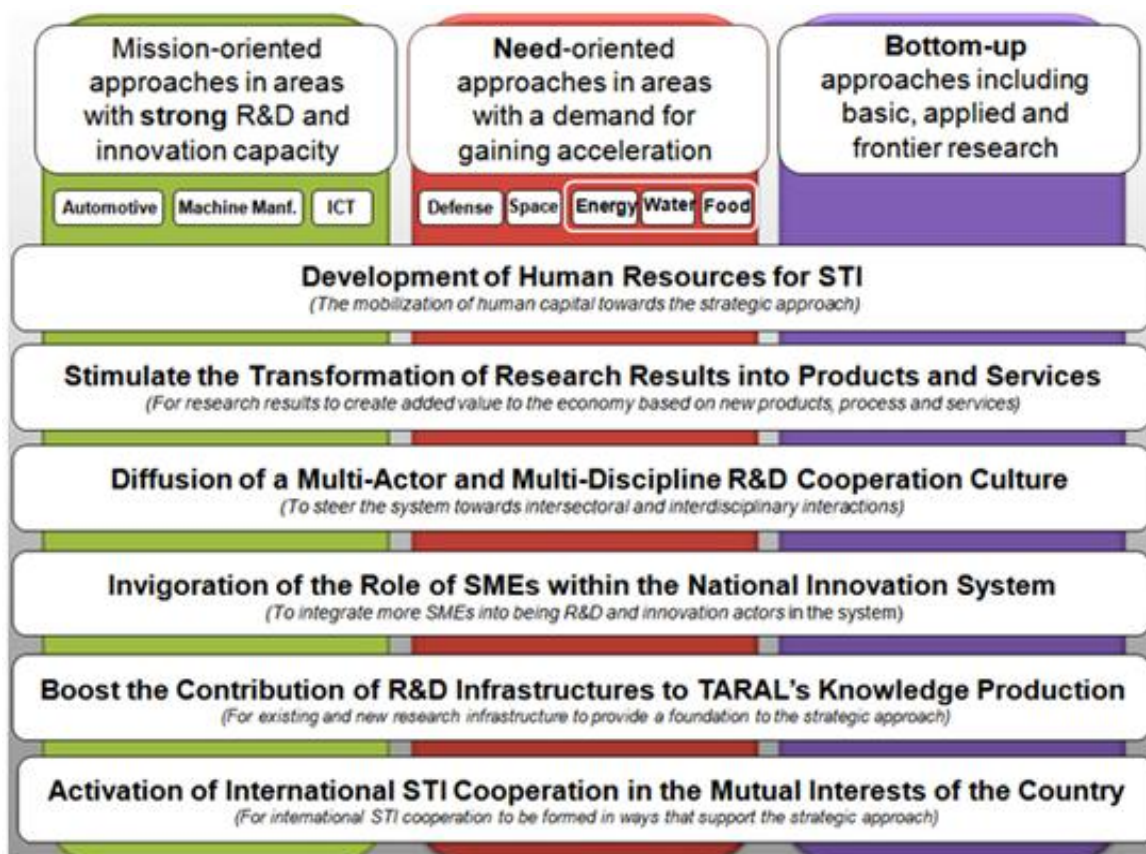 Mission-oriented
approaches in areas
with strong R&D and
innovation capacity
Need-oriented
approaches in areas
with a demand for
gaining acceleration
Bottom-up
approaches including
basic, applied and
frontier research
Automotive
Machine Manf.
ICT
Defense
Space
Energy
Water
Food
Development of Human Resources for STI
(The mobilization of human capital towards the strategic approach)
Stimulate the Transformation of Research Results into Products and Services
(For research results to create added value to the economy based on new products, process and services)
Diffusion of a Multi-Actor and Multi-Discipline R&D Cooperation Culture
(To steer the system towards intersectoral and interdisciplinary interactions)
Invigoration of the Role of SMEs within the National Innovation System
(To integrate more SMEs into being R&D and innovation actors in the system)
Boost the Contribution of R&D Infrastructures to TARAL's Knowledge Production
(For existing and new research infrastructure to provide a foundation to the strategic approach)
Activation of International STI Cooperation in the Mutual Interests of the Country
(For international STI cooperation to be formed in ways that support the strategic approach)